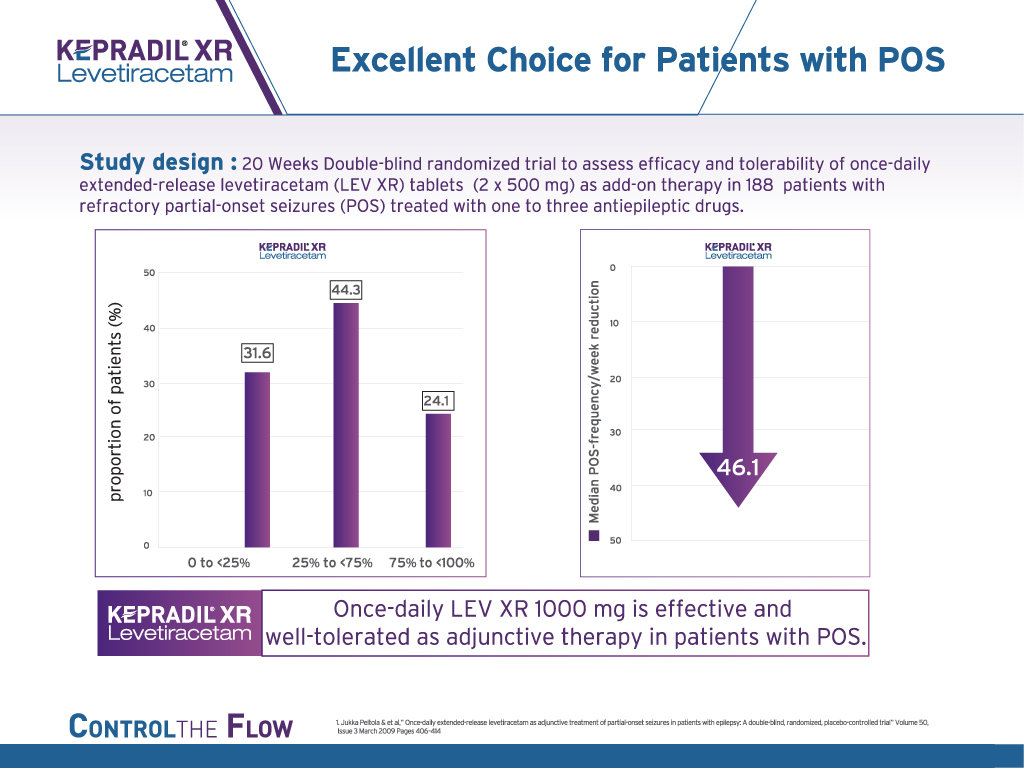 KEPRADIL® XR
Levetiracetam
Excellent Choice for Patients with POS
Study design : 20 Weeks Double-blind randomized trial to assess efficacy and tolerability of once-daily
extended-release levetiracetam (LEV XR) tablets (2 x 500 mg) as add-on therapy in 188 patients with
refractory partial-onset seizures (POS) treated with one to three antiepileptic drugs.
KEPRADIL® XR
Levetiracetam
proportion of patients (%)
50
40
30
20
10
0
31.6
44.3
24.1
0 to <25%
25% to <75%
75% to <100%
KEPRADIL® XR
Levetiracetam
Median POS-frequency/week reduction
0
10
20
30
40
50
46.1
KEPRADIL® XR
Levetiracetam
Once-daily LEV XR 1000 mg is effective and
well-tolerated as adjunctive therapy in patients with POS.
CONTROL THE FLOW
1. Jukka Peltola & et al," Once-daily extended-release levetiracetam as adjunctive treatment of partial-onset seizures in patients with epilepsy: A double-blind, randomized, placebo-controlled trial" Volume 50,
Issue 3 March 2009 Pages 406-414